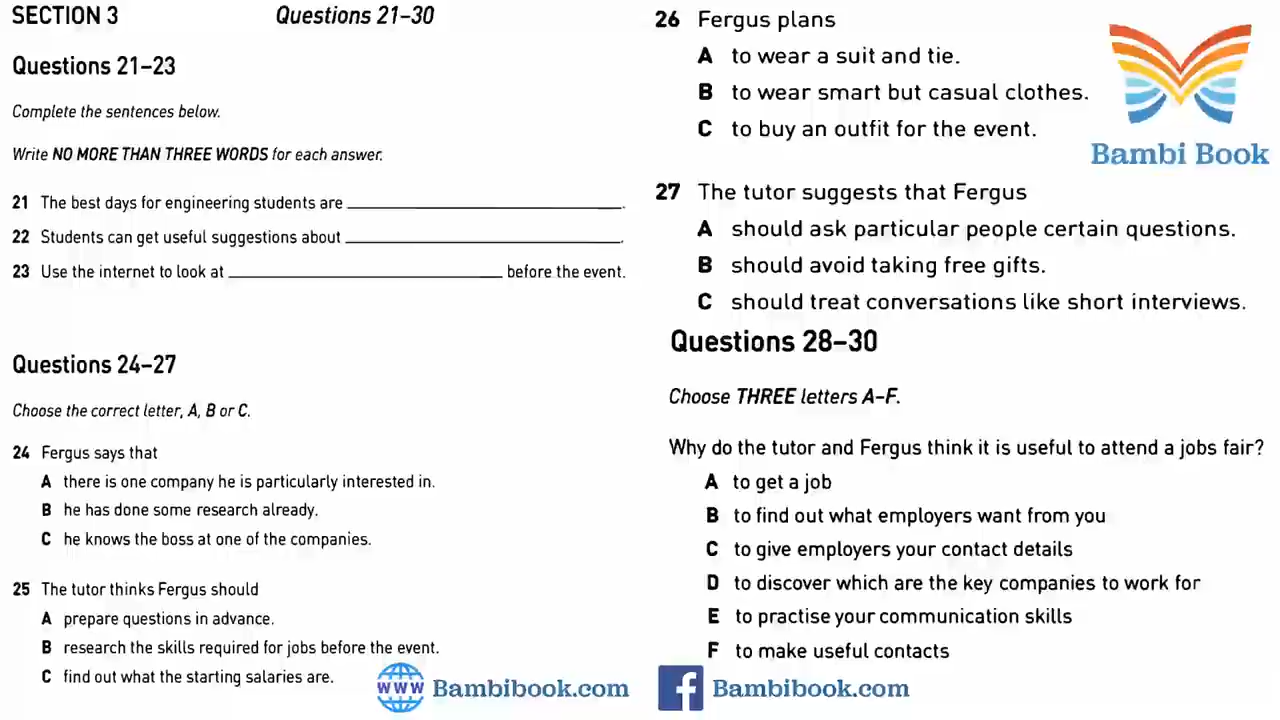 SECTION 3 Questions 21–30
Questions 21–23
Complete the sentences below.
Write NO MORE THAN THREE WORDS for each answer.
21 The best days for engineering students are ______.
22 Students can get useful suggestions about ______.
23 Use the internet to look at ______ before the event.
Questions 24–27
Choose the correct letter, A, B or C.
24 Fergus says that
A there is one company he is particularly interested in.
B he has done some research already.
C he knows the boss at one of the companies.
25 The tutor thinks Fergus should
A prepare questions in advance.
B research the skills required for jobs before the event.
C find out what the starting salaries are.
26 Fergus plans
A to wear a suit and tie.
B to wear smart but casual clothes.
C to buy an outfit for the event.
27 The tutor suggests that Fergus
A should ask particular people certain questions.
B should avoid taking free gifts.
C should treat conversations like short interviews.
Questions 28–30
Choose THREE letters A–F.
Why do the tutor and Fergus think it is useful to attend a jobs fair?
A to get a job
B to find out what employers want from you
C to give employers your contact details
D to discover which are the key companies to work for
E to practise your communication skills
F to make useful contacts
Bambi Book
www Bambibook.com
f Bambibook.com